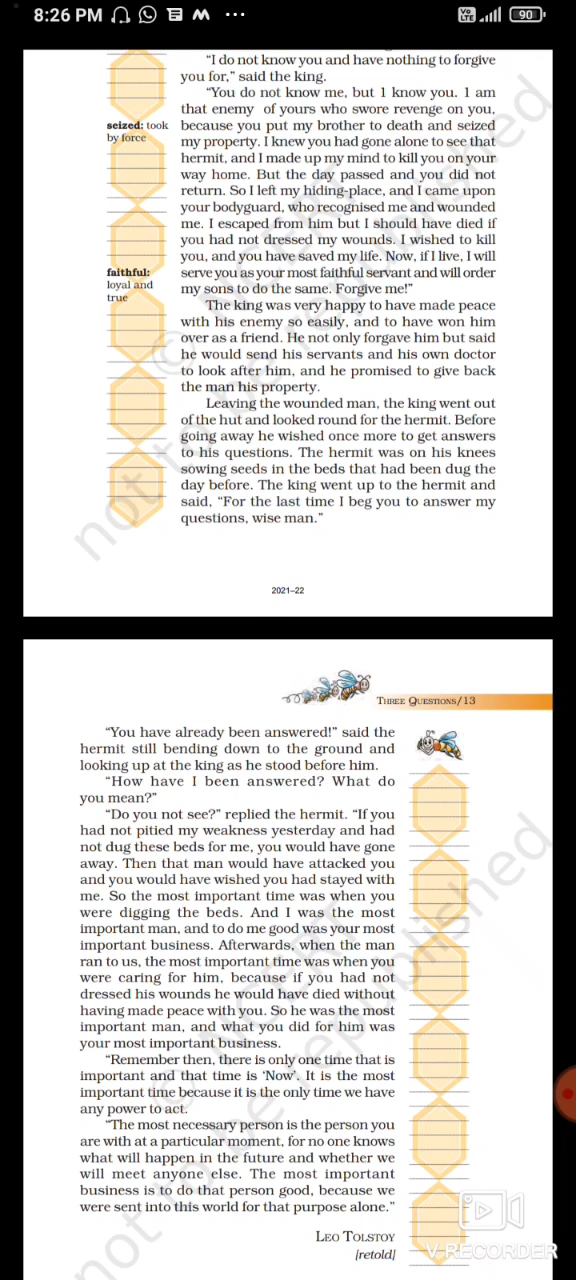 8:26 PM
Vo LTE 90
"I do not know you and have nothing to forgive
you for," said the king.
"You do not know me, but 1 know you. 1 am
that enemy of yours who swore revenge on you,
seized: took
by force
because you put my brother to death and seized
my property. I knew you had gone alone to see that
hermit, and I made up my mind to kill you on your
way home. But the day passed and you did not
return. So I left my hiding-place, and I came upon
your bodyguard, who recognised me and wounded
me. I escaped from him but I should have died if
you had not dressed my wounds. I wished to kill
you, and you have saved my life. Now, if I live, I will
faithful:
loyal and
true
serve you as your most faithful servant and will order
my sons to do the same. Forgive me!"
The king was very happy to have made peace
with his enemy so easily, and to have won him
over as a friend. He not only forgave him but said
he would send his servants and his own doctor
to look after him, and he promised to give back
the man his property.
Leaving the wounded man, the king went out
of the hut and looked round for the hermit. Before
going away he wished once more to get answers
to his questions. The hermit was on his knees
sowing seeds in the beds that had been dug the
day before. The king went up to the hermit and
said, "For the last time I beg you to answer my
questions, wise man."
© NCERT
not to be republished
2021–22
THREE QUESTIONS/13
"You have already been answered!" said the
hermit still bending down to the ground and
looking up at the king as he stood before him.
"How have I been answered? What do
you mean?"
"Do you not see?" replied the hermit. "If you
had not pitied my weakness yesterday and had
not dug these beds for me, you would have gone
away. Then that man would have attacked you
and you would have wished you had stayed with
me. So the most important time was when you
were digging the beds. And I was the most
important man, and to do me good was your most
important business. Afterwards, when the man
ran to us, the most important time was when you
were caring for him, because if you had not
dressed his wounds he would have died without
having made peace with you. So he was the most
important man, and what you did for him was
your most important business.
"Remember then, there is only one time that is
important and that time is 'Now'. It is the most
important time because it is the only time we have
any power to act.
"The most necessary person is the person you
are with at a particular moment, for no one knows
what will happen in the future and whether we
will meet anyone else. The most important
business is to do that person good, because we
were sent into this world for that purpose alone."
LEO TOLSTOY
[retold]
© NCERT
not to be republished
V RECORDER